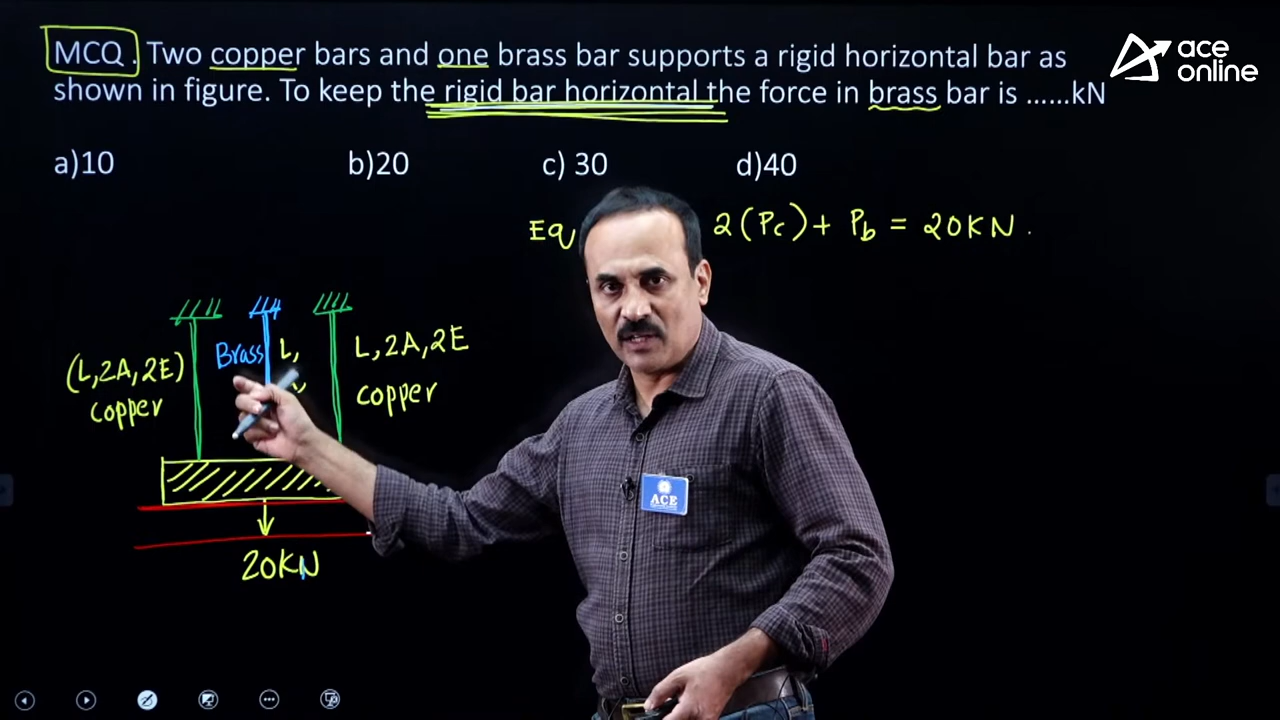 MCQ. Two copper bars and one brass bar supports a rigid horizontal bar as
shown in figure. To keep the rigid bar horizontal the force in brass bar is ......kN
a)10 b)20 c) 30 d)40
Eq 2(Pc) + Pb = 20KN.
(L,2A,2E)
copper
Brass
L,
L,2A,2E
copper
20KN
ACE
ace
online